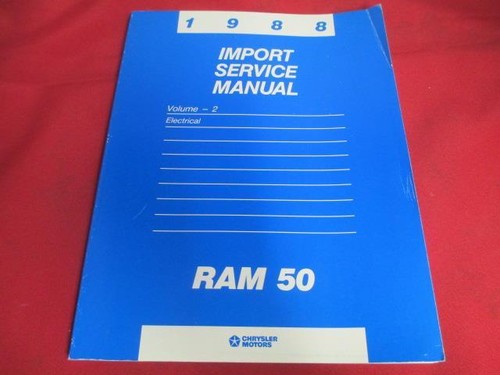 1 9 8 8
IMPORT
SERVICE
MANUAL
Volume – 2
Electrical
RAM 50
CHRYSLER
MOTORS